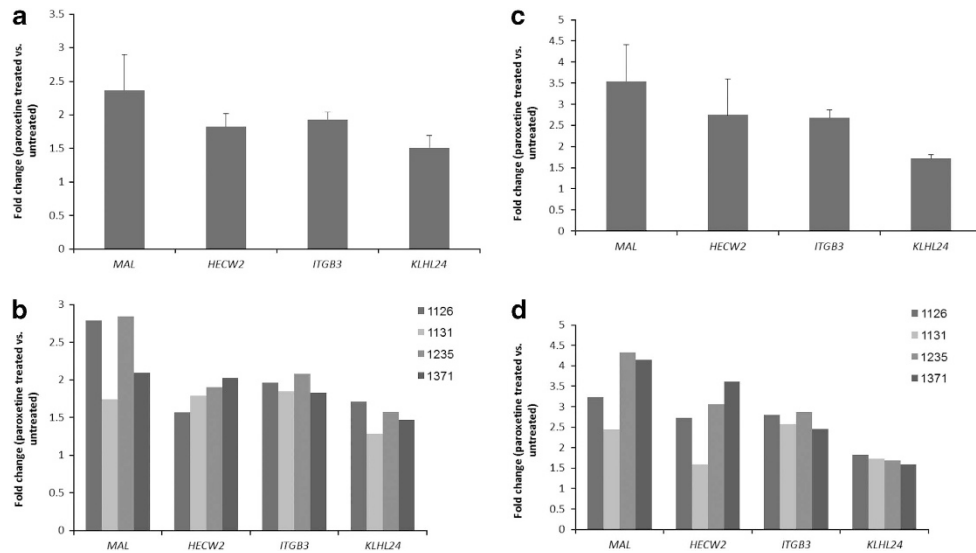 a
Fold change (paroxetine treated vs.
untreated)
3.5
3
2.5
2
1.5
1
0.5
0
MAL
HECW2
ITGB3
KLHL24
c
Fold change (paroxetine treated vs.
untreated)
5
4.5
4
3.5
3
2.5
2
1.5
1
0.5
0
MAL
HECW2
ITGB3
KLHL24
b
Fold change (paroxetine treated vs.
untreated)
3
2.5
2
1.5
1
0.5
0
MAL
HECW2
ITGB3
KLHL24
1126
1131
1235
1371
d
Fold change (paroxetine treated vs.
untreated)
5
4.5
4
3.5
3
2.5
2
1.5
1
0.5
0
MAL
HECW2
ITGB3
KLHL24
1126
1131
1235
1371